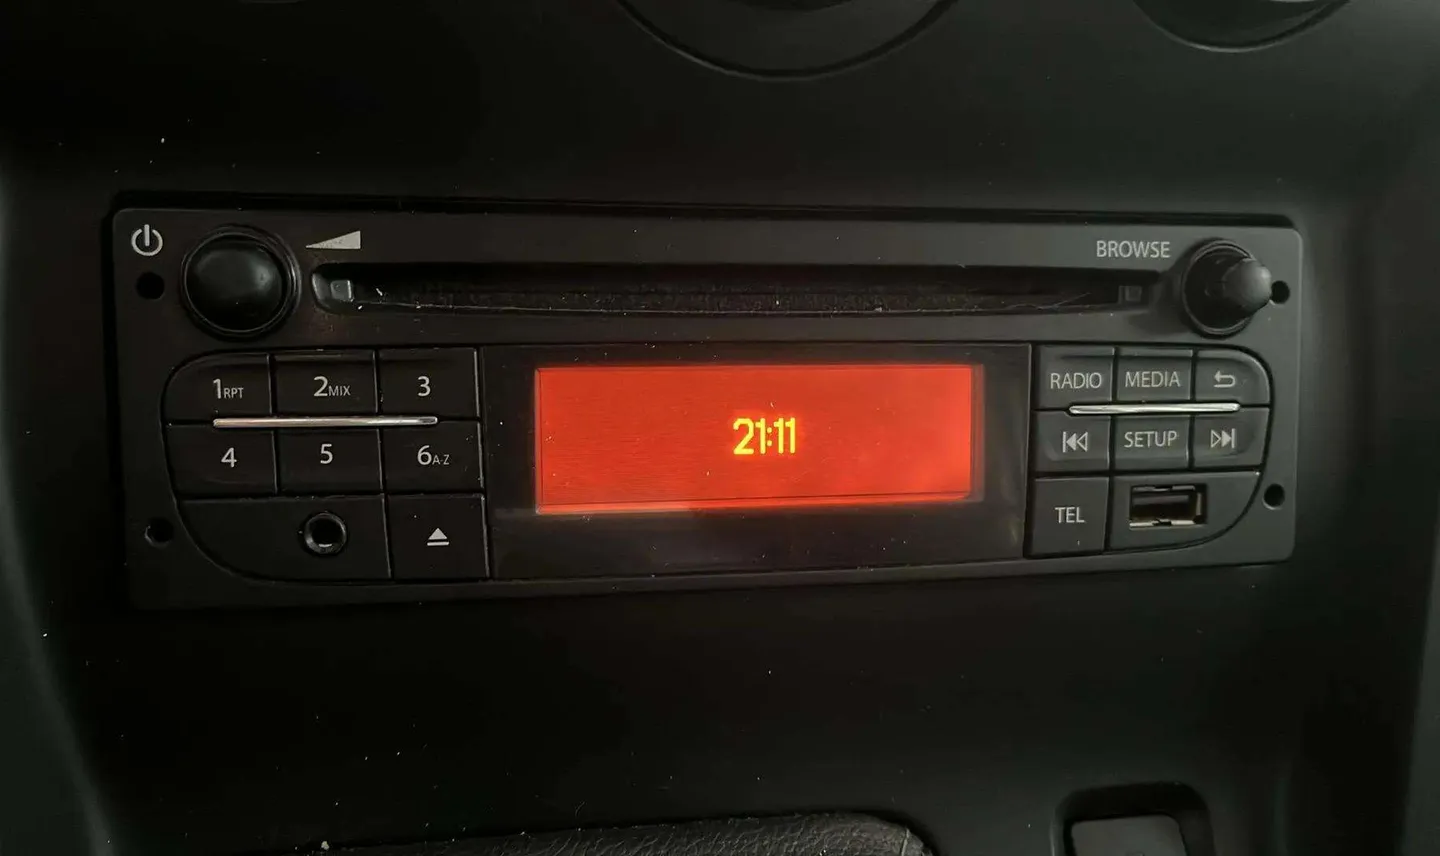 BROWSE
1RPT 2MIX 3
4 5 6A-Z
21:11
RADIO MEDIA
SETUP
TEL